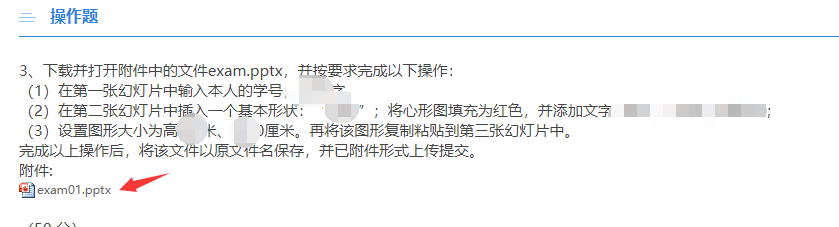 操作题
3、下载并打开附件中的文件exam.pptx，并按要求完成以下操作：
（1）在第一张幻灯片中输入本人的学号
（2）在第二张幻灯片中插入一个基本形状：“ ”；将心形图填充为红色，并添加文字 ；
（3）设置图形大小为高 米、 0厘米。再将该图形复制粘贴到第三张幻灯片中。
完成以上操作后，将该文件以原文件名保存，并已附件形式上传提交。
附件:
exam01.pptx